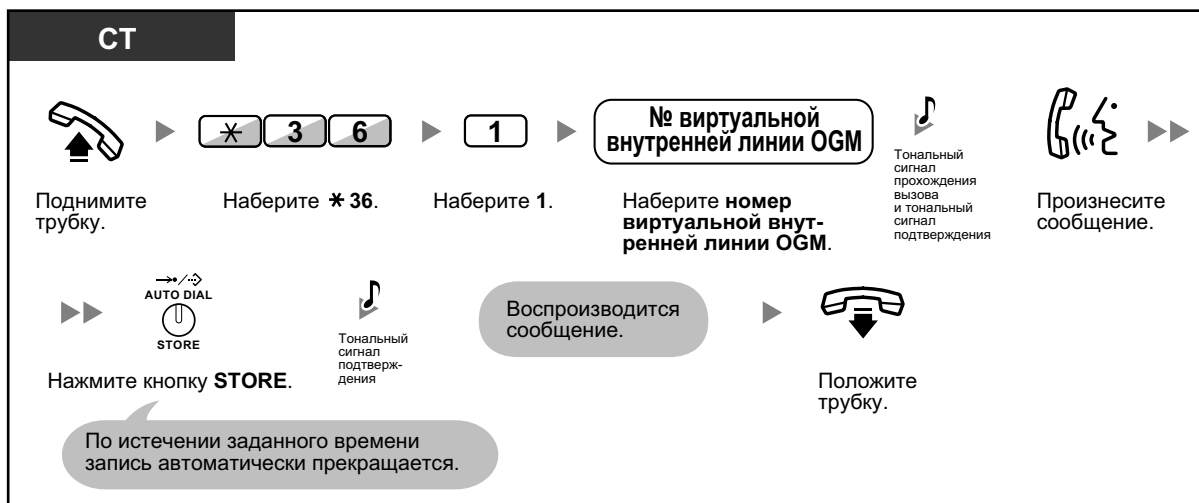 СТ
✱ 3 6
1
№ виртуальной
внутренней линии OGM
Тональный
сигнал
прохождения
вызова
и тональный
сигнал
подтверждения
Поднимите
трубку.
Наберите ✱ 36.
Наберите 1.
Наберите номер
виртуальной внут-
ренней линии OGM.
Произнесите
сообщение.
AUTO DIAL
STORE
Нажмите кнопку STORE.
Тональный
сигнал
подтверж-
дения
Воспроизводится
сообщение.
Положите
трубку.
По истечении заданного времени
запись автоматически прекращается.